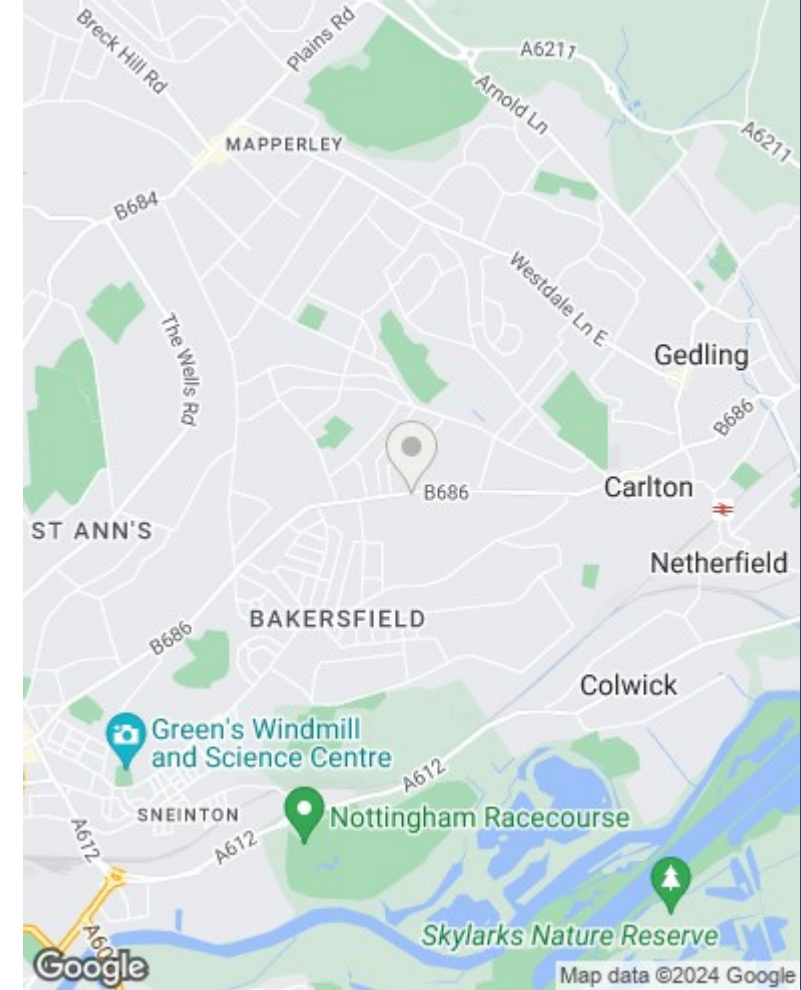 Breck Hill Rd
Plains Rd
A6211
Arnold Ln
A6211
MAPPERLEY
B684
The Wells Rd
Westdale Ln E
Gedling
B686
B686
Carlton
ST ANN'S
Netherfield
BAKERSFIELD
B686
Colwick
Green's Windmill
and Science Centre
A612
SNEINTON
Nottingham Racecourse
A612
A612
Skylarks Nature Reserve
Google
Map data ©2024 Google